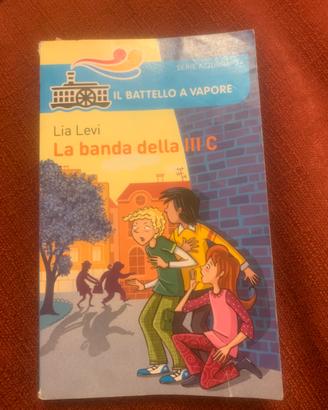 SERIE AZZURRA
IL BATTELLO A VAPORE
Lia Levi
La banda della III C